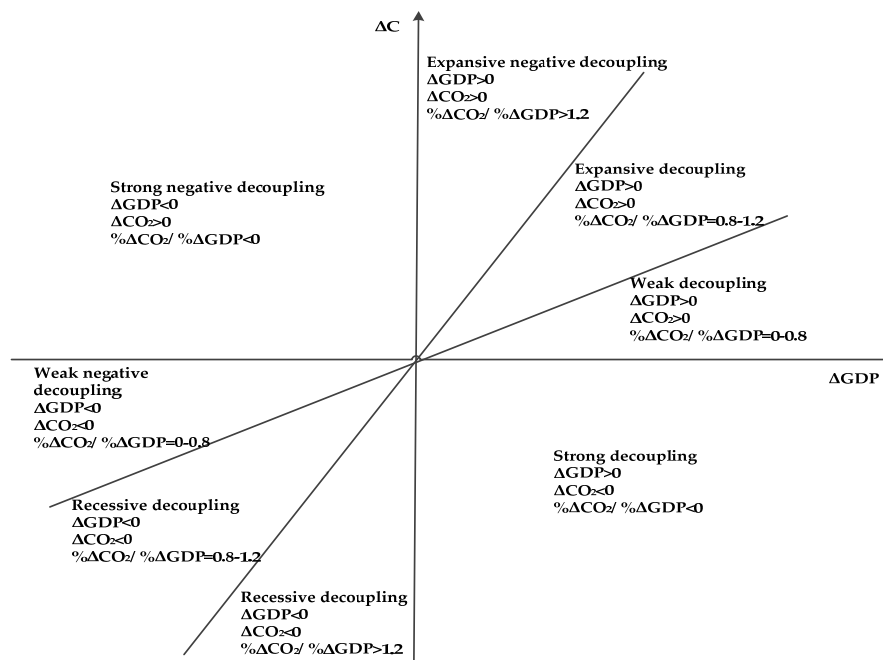 ΔC
Expansive negative decoupling
ΔGDP>0
ΔCO₂>0
%ΔCO₂/ %ΔGDP>1.2
Expansive decoupling
ΔGDP>0
ΔCO₂>0
%ΔCO₂/ %ΔGDP=0.8-1.2
Strong negative decoupling
ΔGDP<0
ΔCO₂>0
%ΔCO₂/ %ΔGDP<0
Weak decoupling
ΔGDP>0
ΔCO₂>0
%ΔCO₂/ %ΔGDP=0-0.8
ΔGDP
Weak negative
decoupling
ΔGDP<0
ΔCO₂<0
%ΔCO₂/ %ΔGDP=0-0.8
Strong decoupling
ΔGDP>0
ΔCO₂<0
%ΔCO₂/ %ΔGDP<0
Recessive decoupling
ΔGDP<0
ΔCO₂<0
%ΔCO₂/ %ΔGDP=0.8-1.2
Recessive decoupling
ΔGDP<0
ΔCO₂<0
%ΔCO₂/ %ΔGDP>1.2